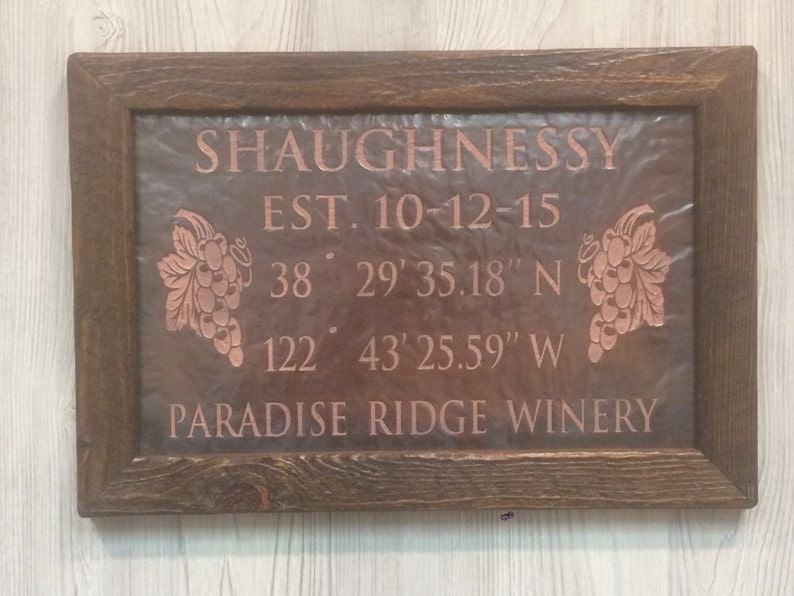 SHAUGHNESSY
EST. 10-12-15
38° 29' 35.18" N
122° 43' 25.59" W
PARADISE RIDGE WINERY